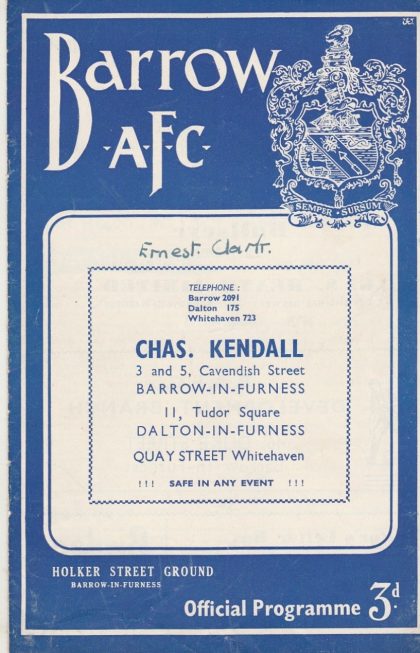 Barrow
A.F.C.
SEMPER SURSUM
Ernest Clark.
TELEPHONE :
Barrow 2091
Dalton 175
Whitehaven 723
CHAS. KENDALL
3 and 5, Cavendish Street
BARROW-IN-FURNESS
11, Tudor Square
DALTON-IN-FURNESS
QUAY STREET Whitehaven
!!! SAFE IN ANY EVENT !!!
HOLKER STREET GROUND
BARROW-IN-FURNESS
Official Programme 3d.